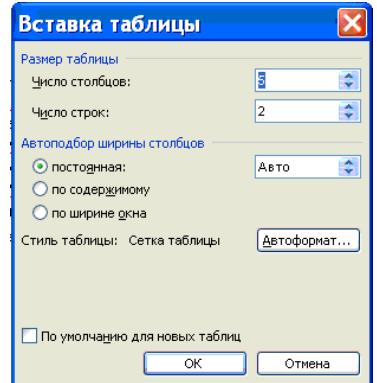 Вставка таблицы
Размер таблицы
Число столбцов: 5
Число строк: 2
Автоподбор ширины столбцов
постоянная: Авто
по содержимому
по ширине окна
Стиль таблицы: Сетка таблицы Автоформат...
По умолчанию для новых таблиц
ОК Отмена